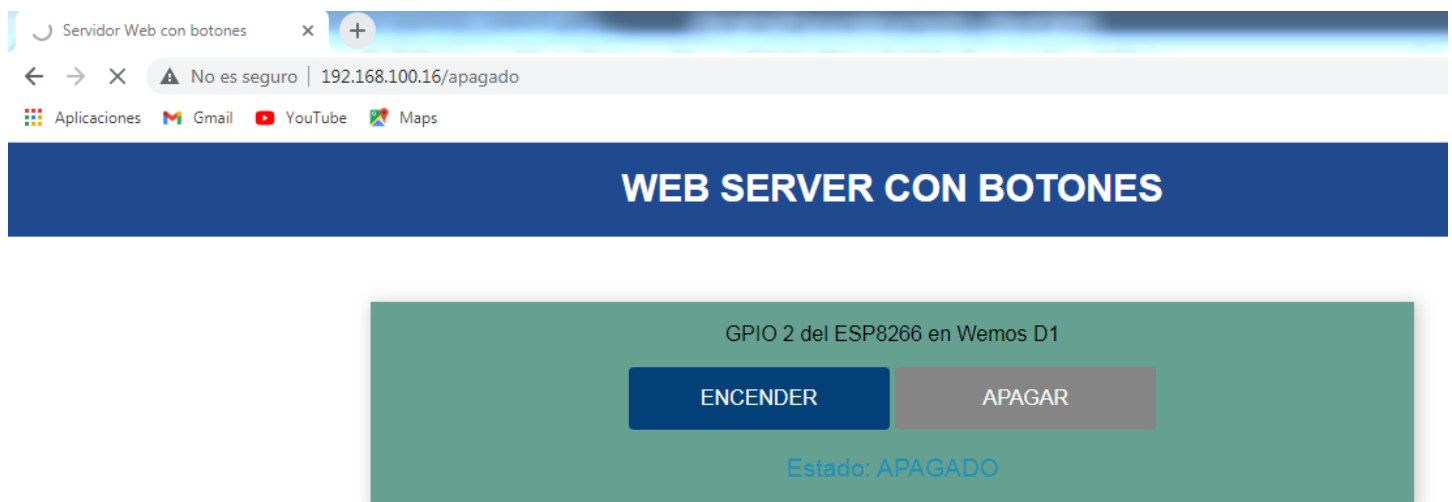 Servidor Web con botones
No es seguro | 192.168.100.16/apagado
Aplicaciones Gmail YouTube Maps
WEB SERVER CON BOTONES
GPIO 2 del ESP8266 en Wemos D1
ENCENDER APAGAR
Estado: APAGADO